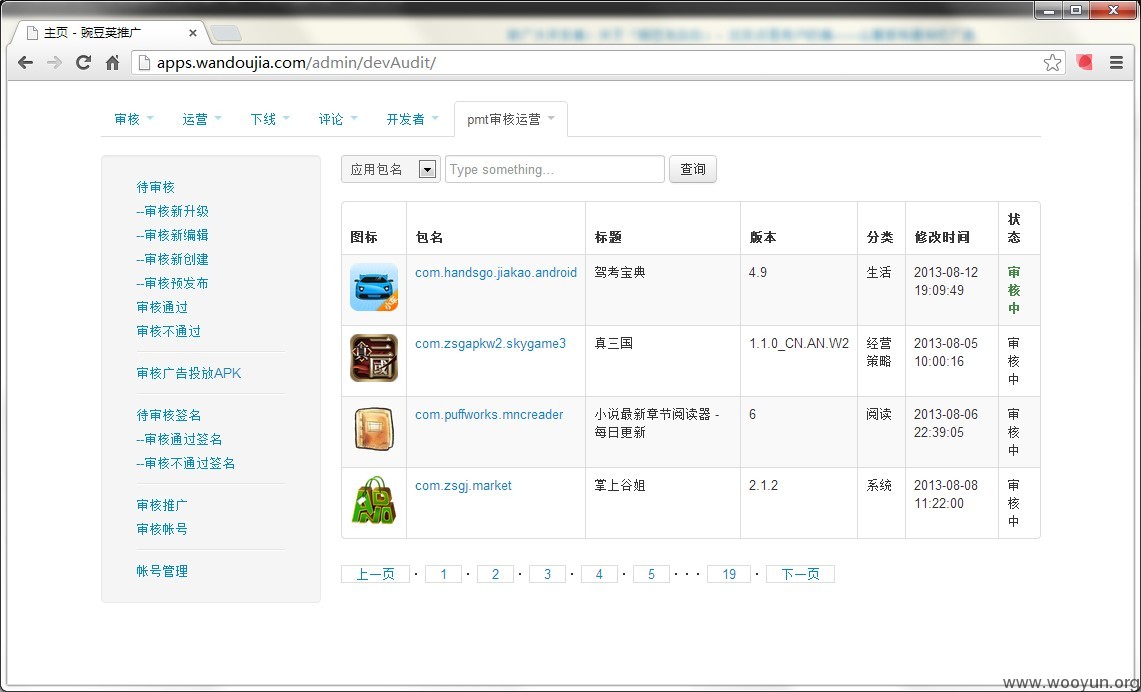 主页 - 豌豆荚推广
apps.wandoujia.com/admin/devAudit/
审核 运营 下线 评论 开发者 pmt审核运营
待审核
--审核新升级
--审核新编辑
--审核新创建
--审核预发布
审核通过
审核不通过
审核广告投放APK
待审核签名
--审核通过签名
--审核不通过签名
审核推广
审核帐号
帐号管理
应用包名 Type something... 查询
图标 包名 标题 版本 分类 修改时间 状态
com.handsgo.jiakao.android 驾考宝典 4.9 生活 2013-08-12 19:09:49 审核中
真三國
com.zsgapkw2.skygame3 真三国 1.1.0_CN.AN.W2 经营策略 2013-08-05 10:00:16 审核中
com.puffworks.mncreader 小说最新章节阅读器 - 每日更新 6 阅读 2013-08-06 22:39:05 审核中
com.zsgj.market 掌上谷姐 2.1.2 系统 2013-08-08 11:22:00 审核中
上一页 · 1 · 2 · 3 · 4 · 5 · · · 19 · 下一页
www.wooyun.org